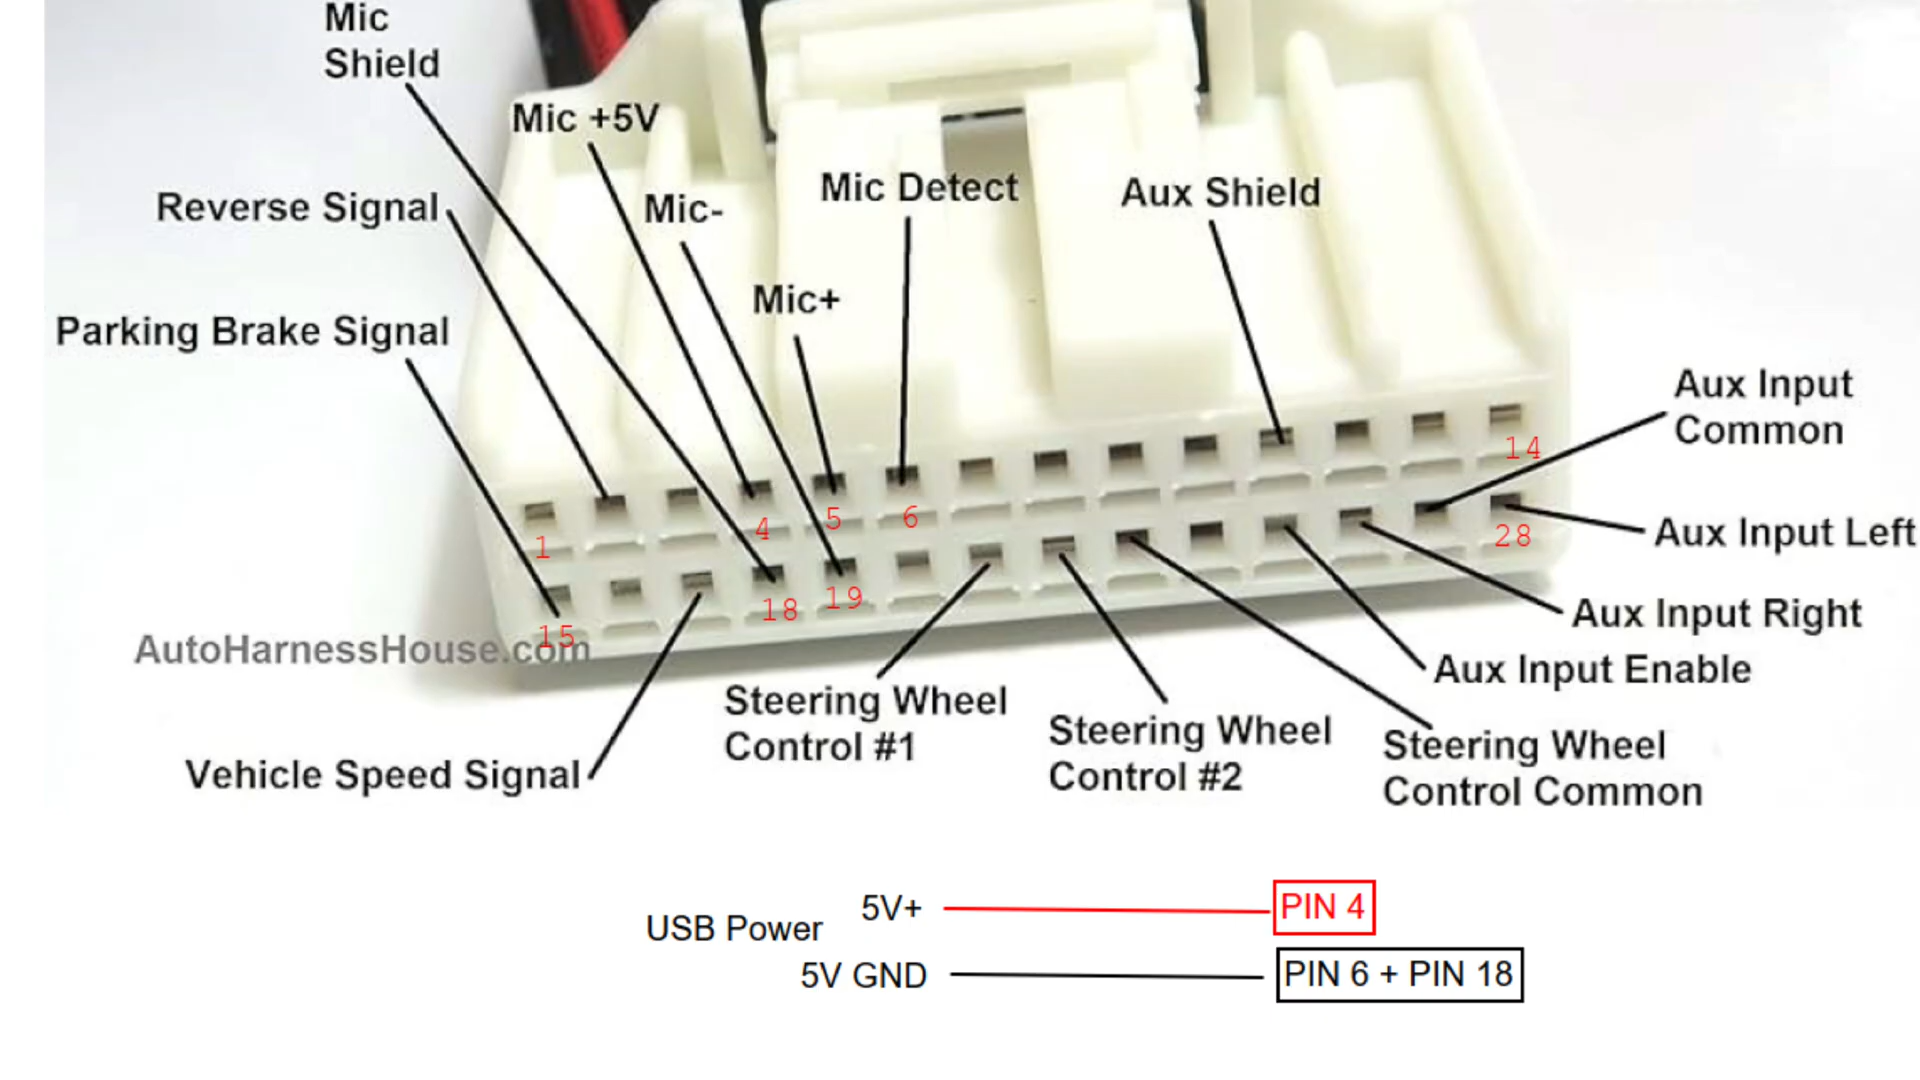 Mic
Shield
Mic +5V
Mic-
Mic Detect
Aux Shield
Reverse Signal
Mic+
Parking Brake Signal
Aux Input
Common
14
4
5
6
1
Aux Input Left
28
18
19
15
Aux Input Right
AutoHarnessHouse.com
Aux Input Enable
Steering Wheel
Control #1
Steering Wheel
Control #2
Steering Wheel
Control Common
Vehicle Speed Signal
USB Power
5V+
PIN 4
5V GND
PIN 6 + PIN 18